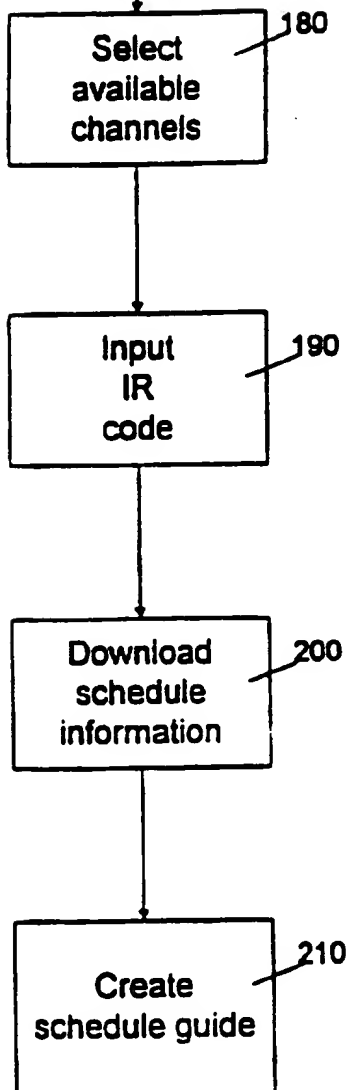 180
Select
available
channels
190
Input
IR
code
200
Download
schedule
information
210
Create
schedule guide